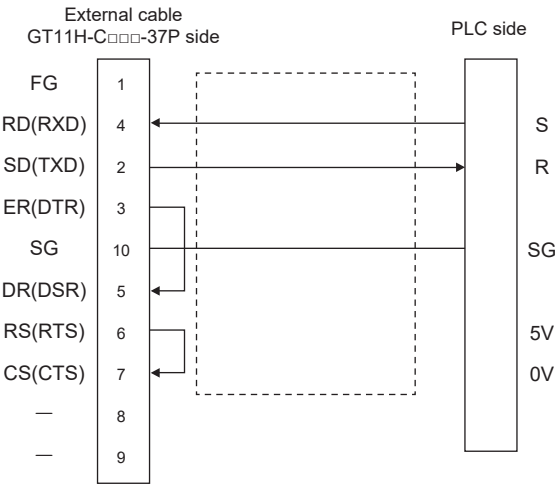 External cable
GT11H-C□□□-37P side
PLC side
FG 1
RD(RXD) 4 S
SD(TXD) 2 R
ER(DTR) 3
SG 10 SG
DR(DSR) 5
RS(RTS) 6 5V
CS(CTS) 7 0V
— 8
— 9